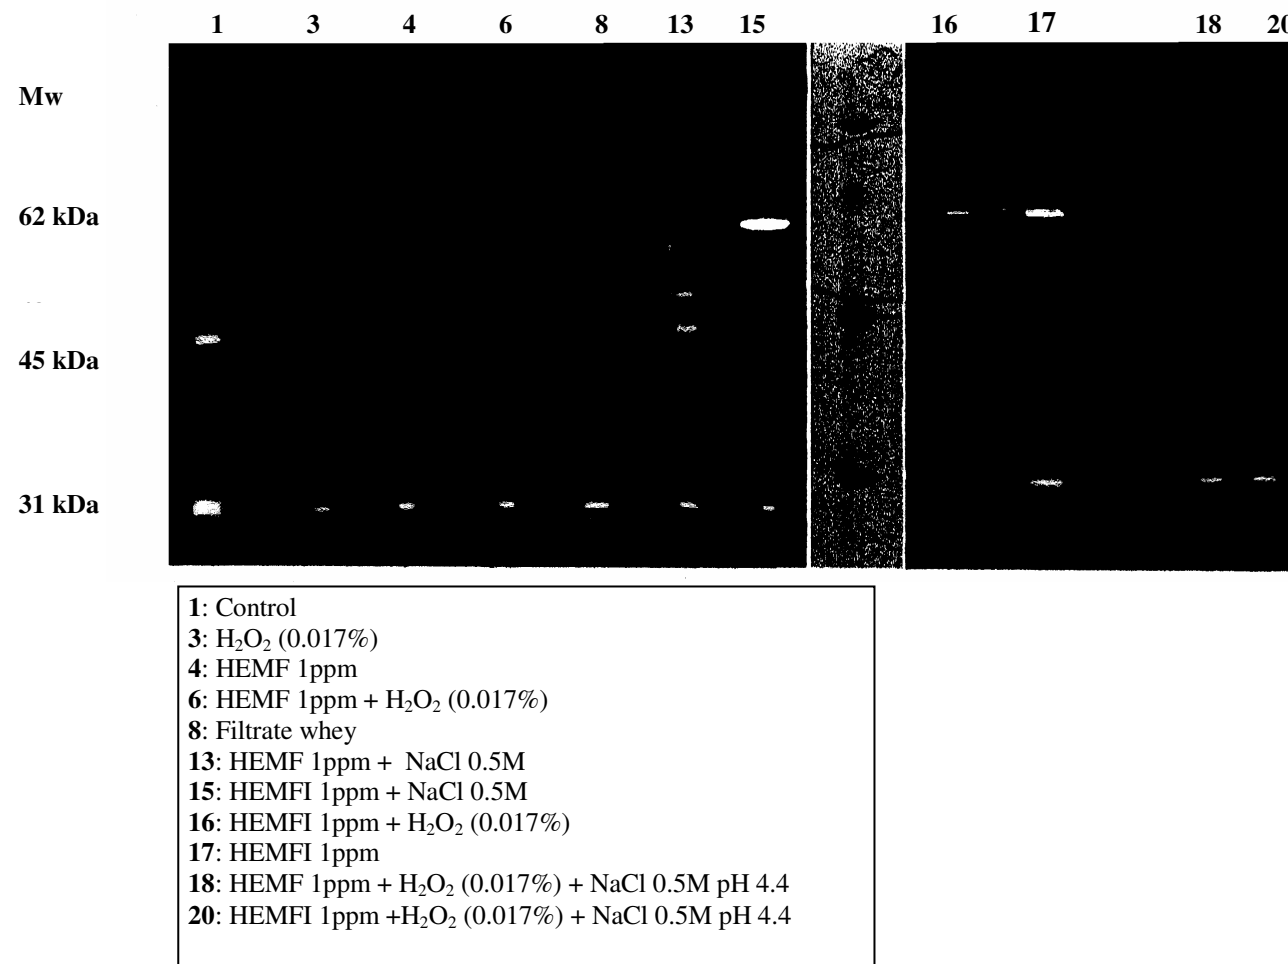 1 3 4 6 8 13 15 16 17 18 20
Mw
62 kDa
45 kDa
31 kDa
1: Control
3: H₂O₂ (0.017%)
4: HEMF 1ppm
6: HEMF 1ppm + H₂O₂ (0.017%)
8: Filtrate whey
13: HEMF 1ppm + NaCl 0.5M
15: HEMFI 1ppm + NaCl 0.5M
16: HEMFI 1ppm + H₂O₂ (0.017%)
17: HEMFI 1ppm
18: HEMF 1ppm + H₂O₂ (0.017%) + NaCl 0.5M pH 4.4
20: HEMFI 1ppm +H₂O₂ (0.017%) + NaCl 0.5M pH 4.4